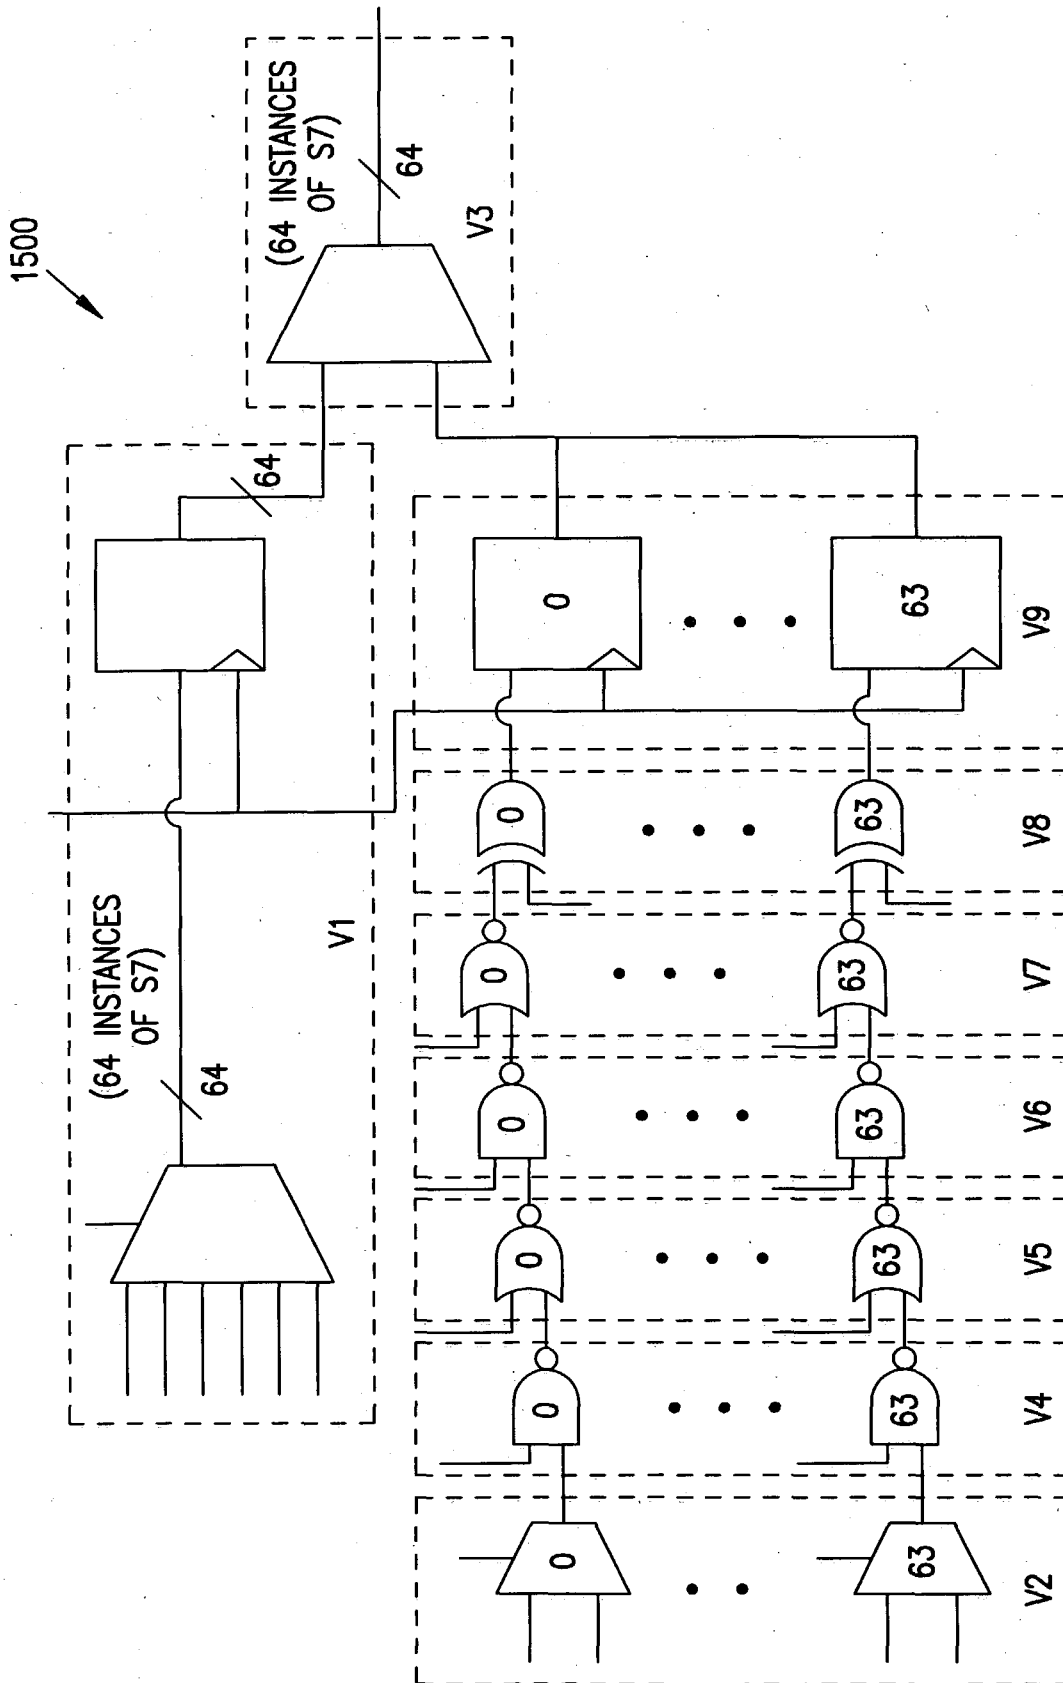 1500
(64 INSTANCES
OF S7)
64
V3
64
(64 INSTANCES
OF S7)
64
V1
0
63
V9
0
63
V8
0
63
V7
0
63
V6
0
63
V5
0
63
V4
0
63
V2